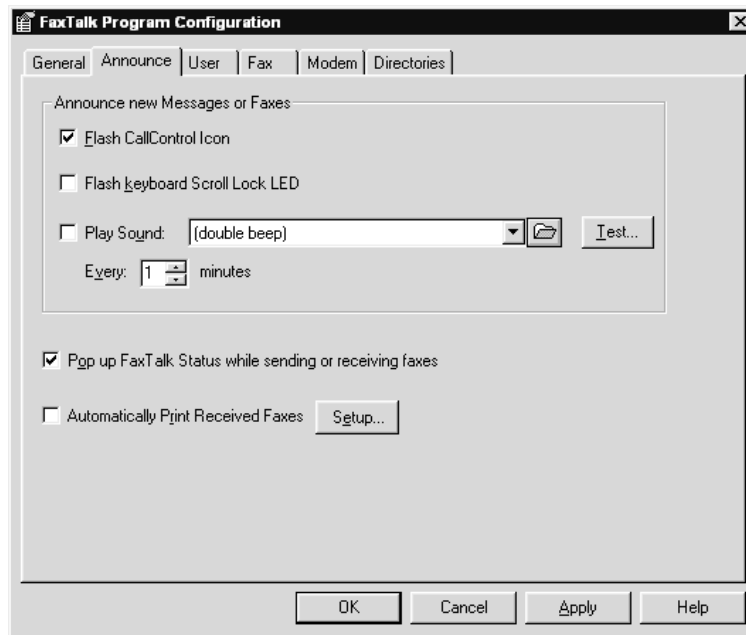 FaxTalk Program Configuration
General Announce User Fax Modem Directories
Announce new Messages or Faxes
Flash CallControl Icon
Flash keyboard Scroll Lock LED
Play Sound: (double beep) Test...
Every: 1 minutes
Pop up FaxTalk Status while sending or receiving faxes
Automatically Print Received Faxes Setup...
OK Cancel Apply Help